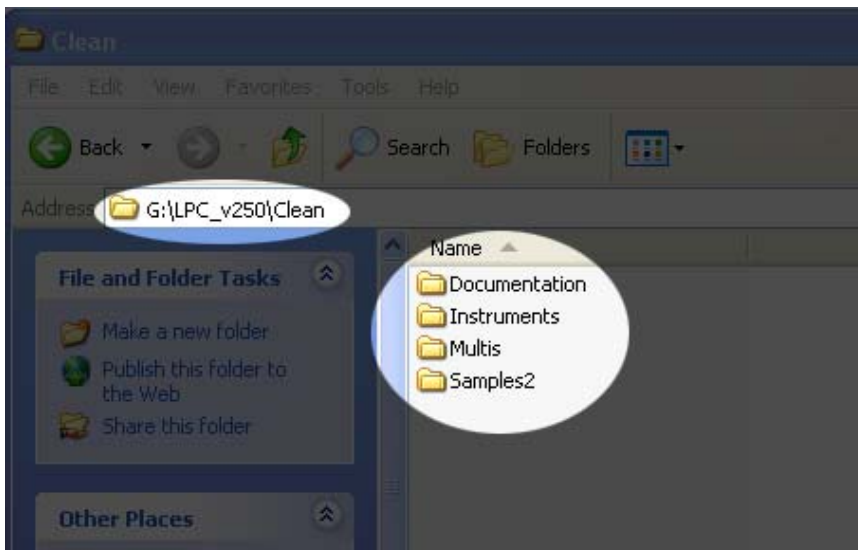 Clean
File Edit View Favorites Tools Help
Back Search Folders
Address G:\LPC_v250\Clean
Name
File and Folder Tasks
Make a new folder
Publish this folder to
the Web
Share this folder
Other Places
Documentation
Instruments
Multis
Samples2